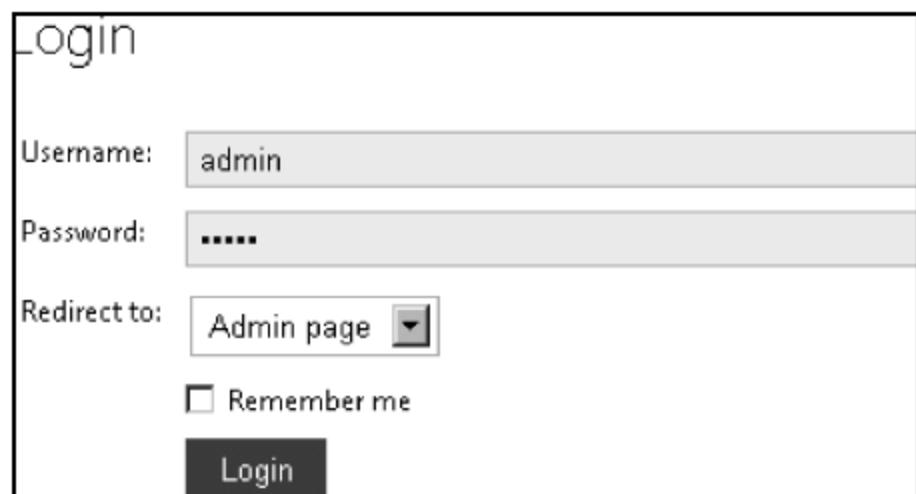 Login
Username: admin
Password: •••••
Redirect to: Admin page
Remember me
Login